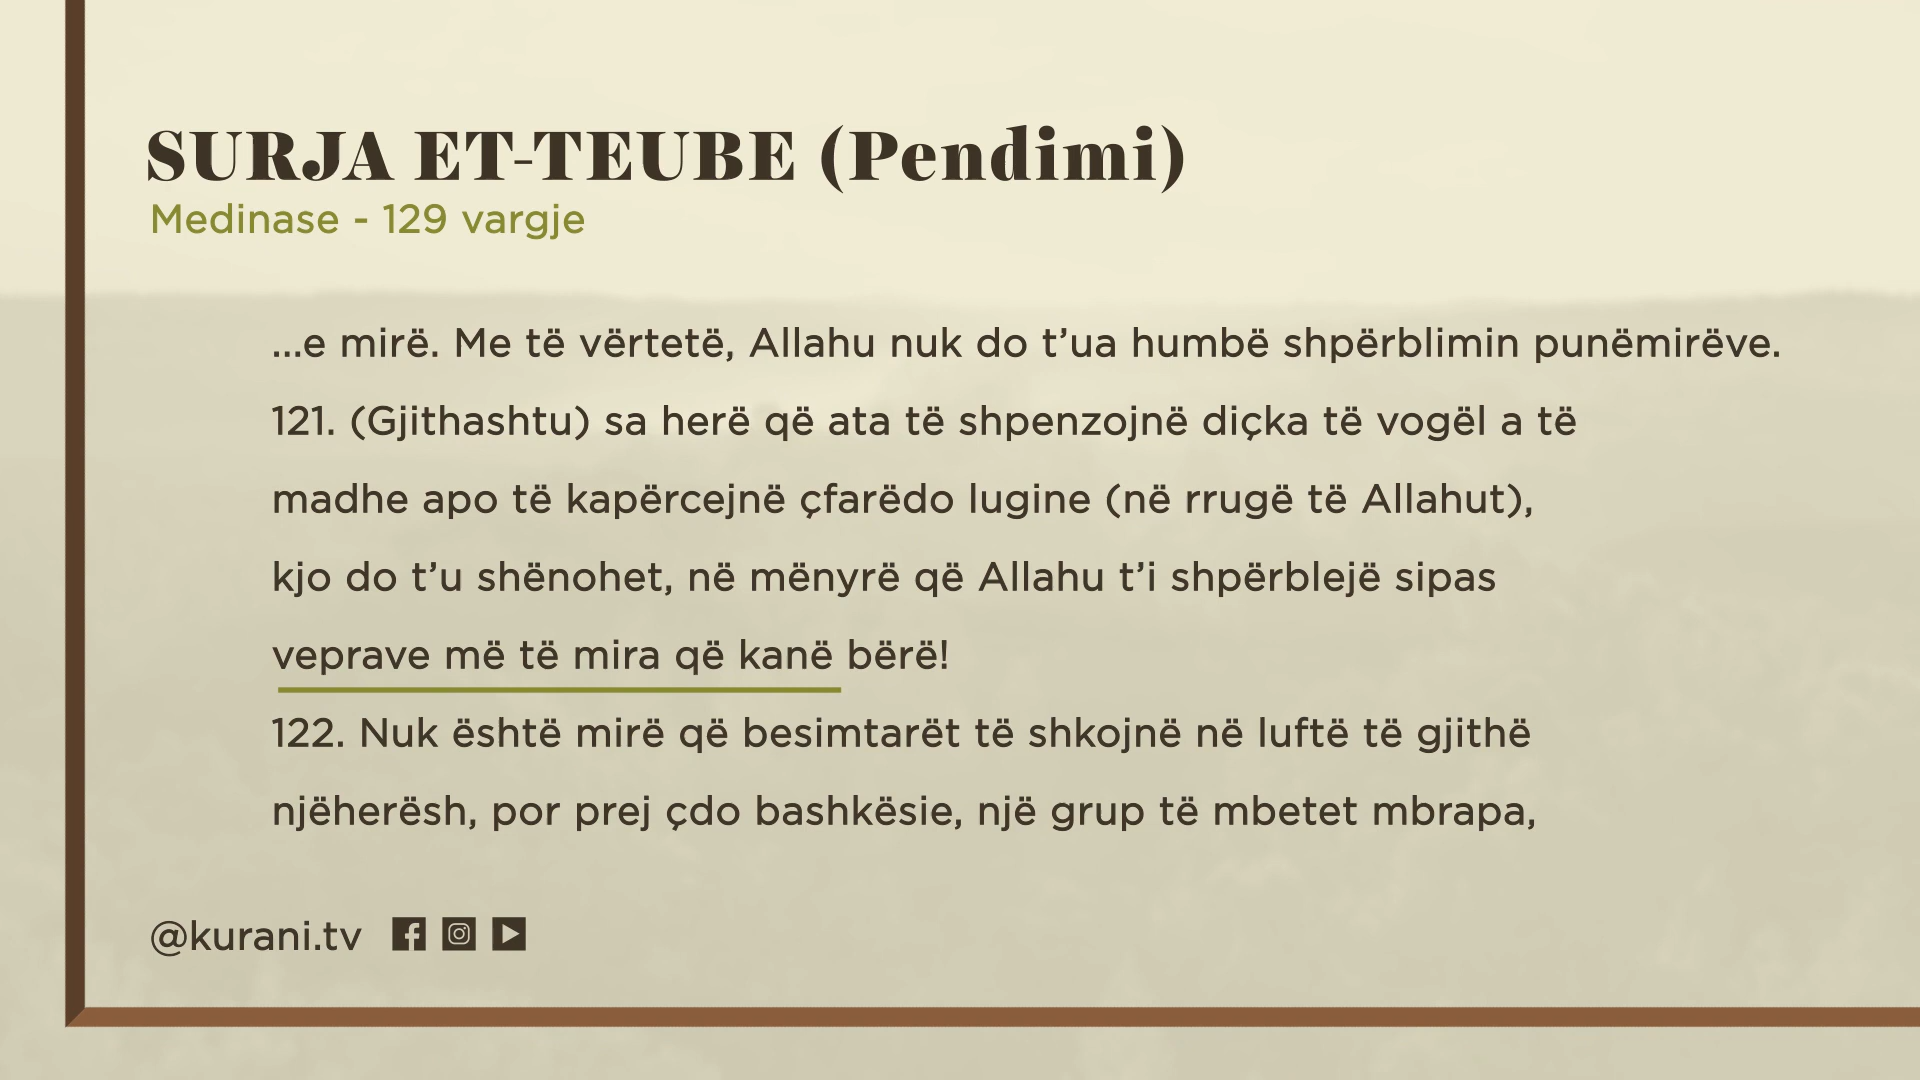 SURJA ET-TEUBE (Pendimi)
Medinase - 129 vargje
...e mirë. Me të vërtetë, Allahu nuk do t’ua humbë shpërblimin punëmirëve.
121. (Gjithashtu) sa herë që ata të shpenzojnë diçka të vogël a të
madhe apo të kapërcejnë çfarëdo lugine (në rrugë të Allahut),
kjo do t’u shënohet, në mënyrë që Allahu t’i shpërblejë sipas
veprave më të mira që kanë bërë!
122. Nuk është mirë që besimtarët të shkojnë në luftë të gjithë
njëherësh, por prej çdo bashkësie, një grup të mbetet mbrapa,
@kurani.tv